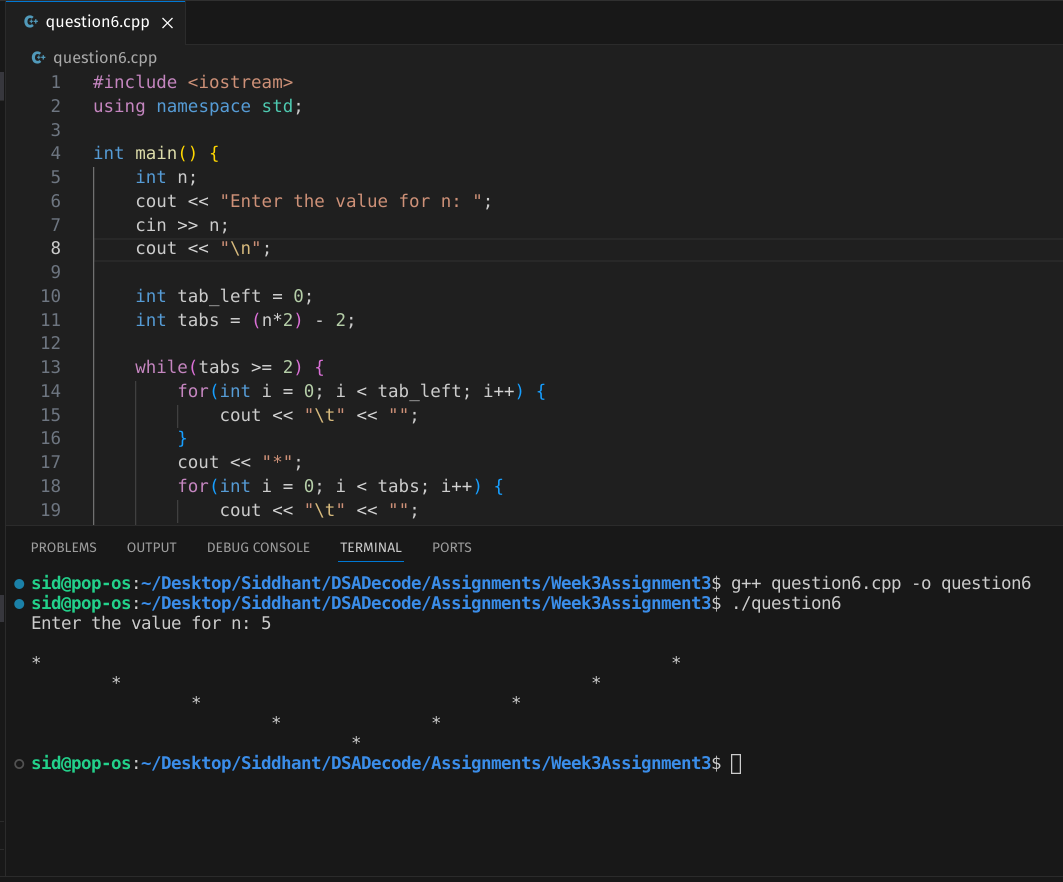 question6.cpp
question6.cpp
1 #include <iostream>
2 using namespace std;
3
4 int main() {
5     int n;
6     cout << "Enter the value for n: ";
7     cin >> n;
8     cout << "\n";
9
10     int tab_left = 0;
11     int tabs = (n*2) - 2;
12
13     while(tabs >= 2) {
14         for(int i = 0; i < tab_left; i++) {
15             cout << "\t" << "";
16         }
17         cout << "*";
18         for(int i = 0; i < tabs; i++) {
19             cout << "\t" << "";
PROBLEMS OUTPUT DEBUG CONSOLE TERMINAL PORTS
sid@pop-os:~/Desktop/Siddhant/DSADecode/Assignments/Week3Assignment3$ g++ question6.cpp -o question6
sid@pop-os:~/Desktop/Siddhant/DSADecode/Assignments/Week3Assignment3$ ./question6
Enter the value for n: 5
*                                                               *
        *                                               *
                *                               *
                        *               *
                                *
sid@pop-os:~/Desktop/Siddhant/DSADecode/Assignments/Week3Assignment3$